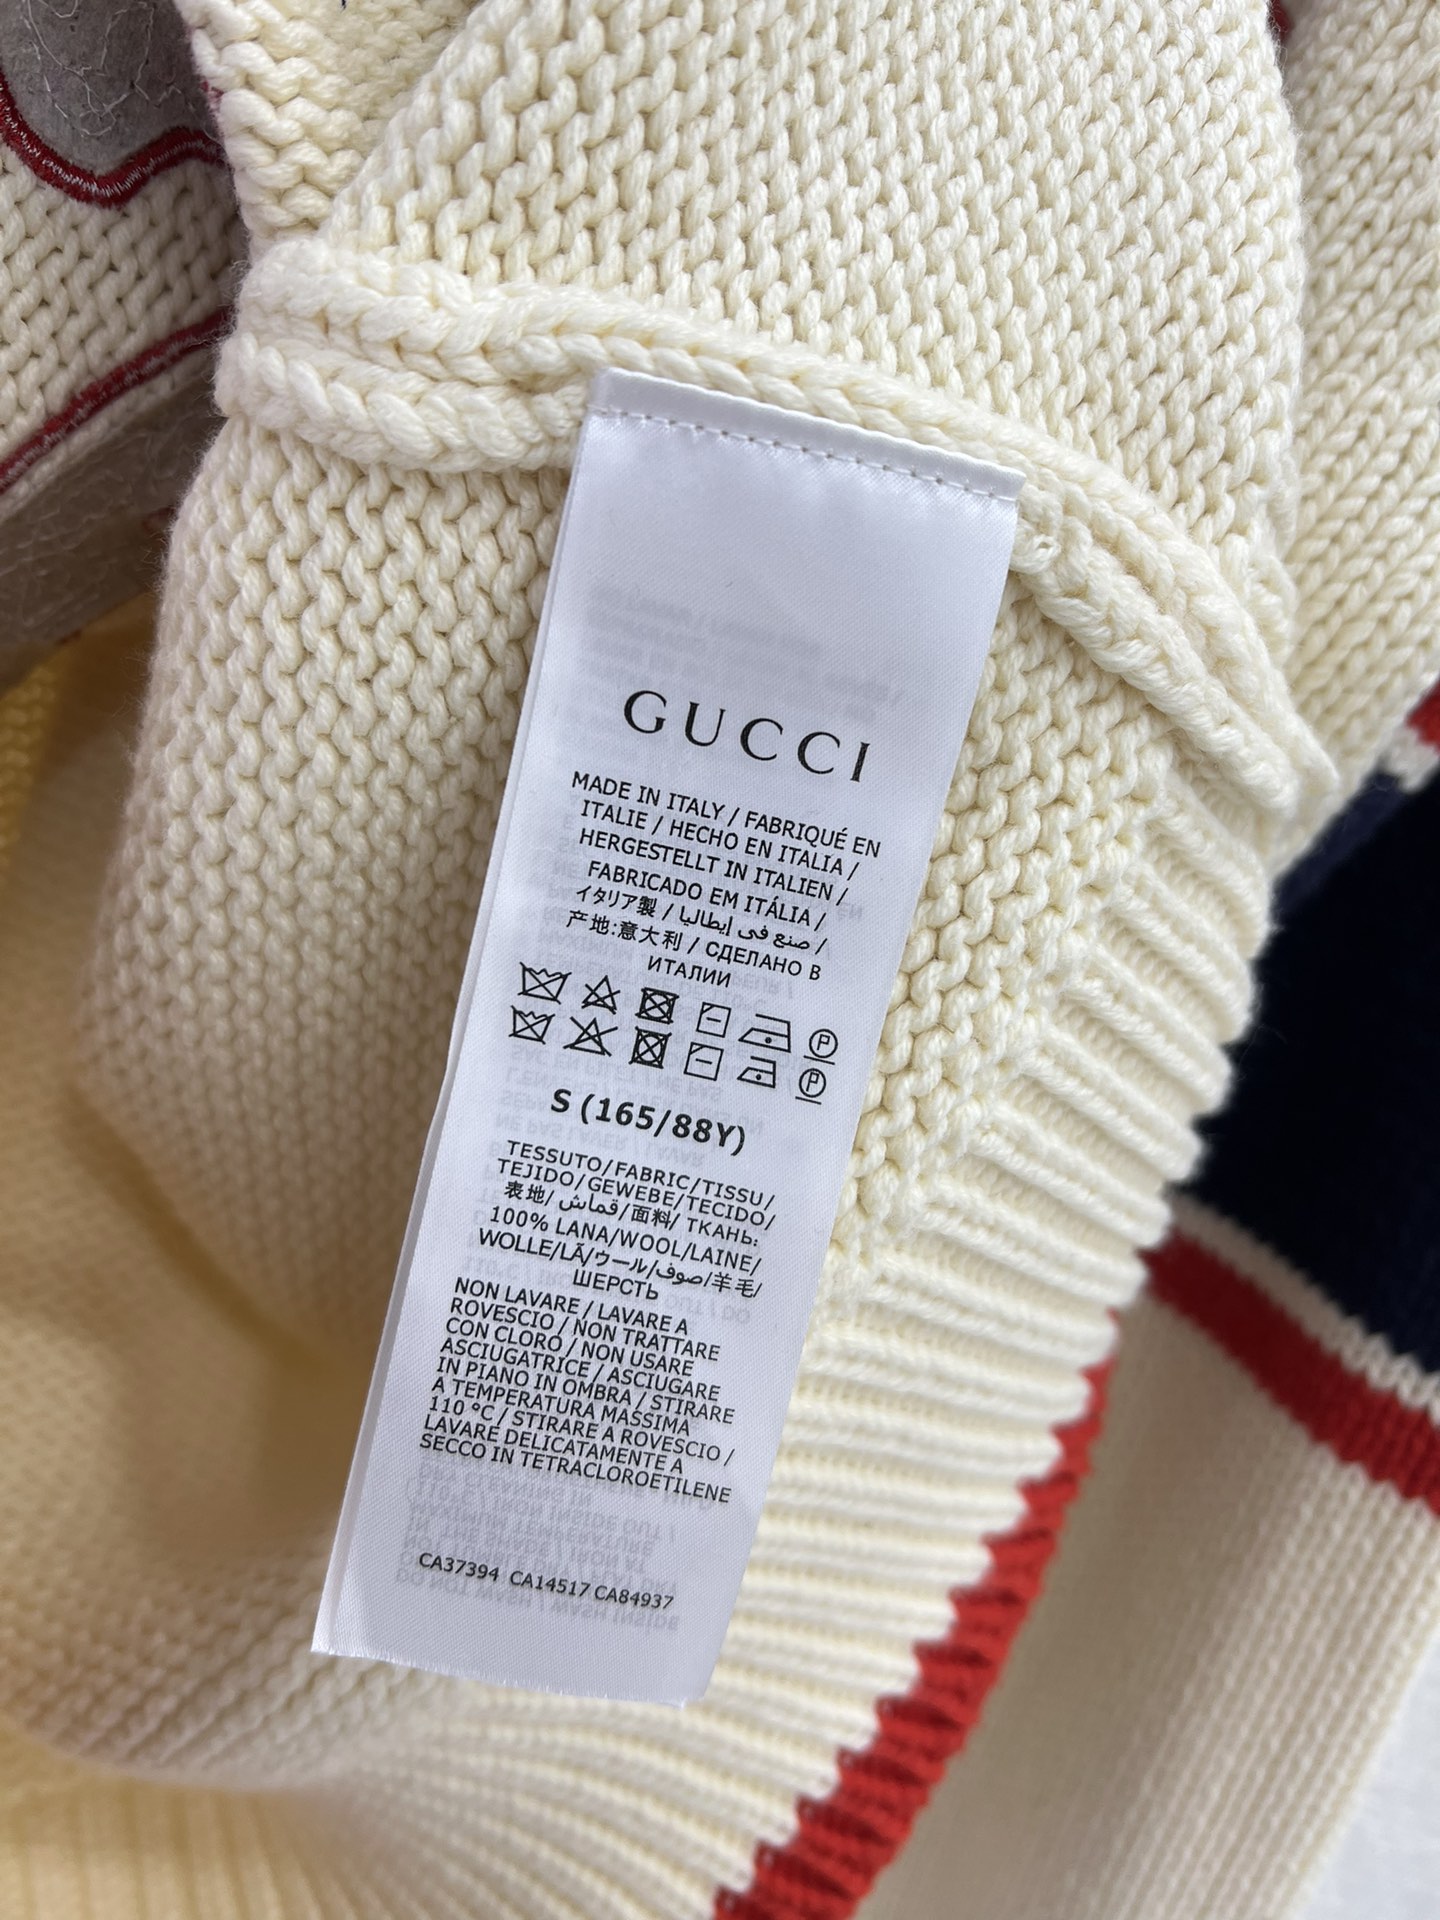 GUCCI
MADE IN ITALY / FABRIQUÉ EN
ITALIE / HECHO EN ITALIA /
HERGESTELLT IN ITALIEN /
FABRICADO EM ITÁLIA /
イタリア製 / صنع في إيطاليا /
产地:意大利 / СДЕЛАНО В
ИТАЛИИ
P
P
S (165/88Y)
TESSUTO/FABRIC/TISSU/
TEJIDO/GEWEBE/TECIDO/
表地/ قماش/面料/ ТКАНЬ:
100% LANA/WOOL/LAINE/
WOLLE/LÃ/ウール/صوف/羊毛/
ШЕРСТЬ
NON LAVARE / LAVARE A
ROVESCIO / NON TRATTARE
CON CLORO / NON USARE
ASCIUGATRICE / ASCIUGARE
IN PIANO IN OMBRA / STIRARE
A TEMPERATURA MASSIMA
110 °C / STIRARE A ROVESCIO /
LAVARE DELICATAMENTE A
SECCO IN TETRACLOROETILENE
CA37394 CA14517 CA84937